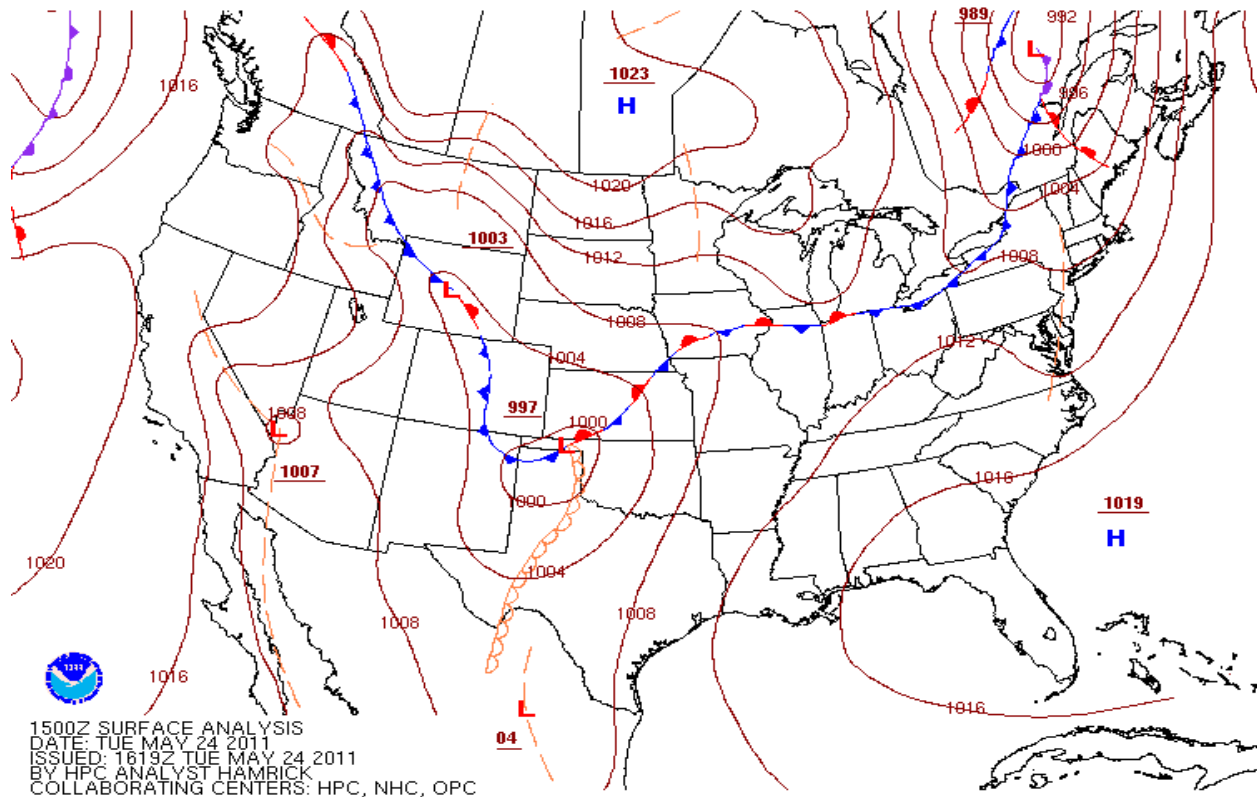 989
992
1016
1023
H
L
996
1000
1004
1020
1016
1003
1012
1008
L
1008
1004
1012
997
1000
1008
L
L
1007
1016
1000
1019
H
1020
1004
1008
1008
1016
1016
L
04
1500Z SURFACE ANALYSIS
DATE: TUE MAY 24 2011
ISSUED: 1619Z TUE MAY 24 2011
BY HPC ANALYST HAMRICK
COLLABORATING CENTERS: HPC, NHC, OPC